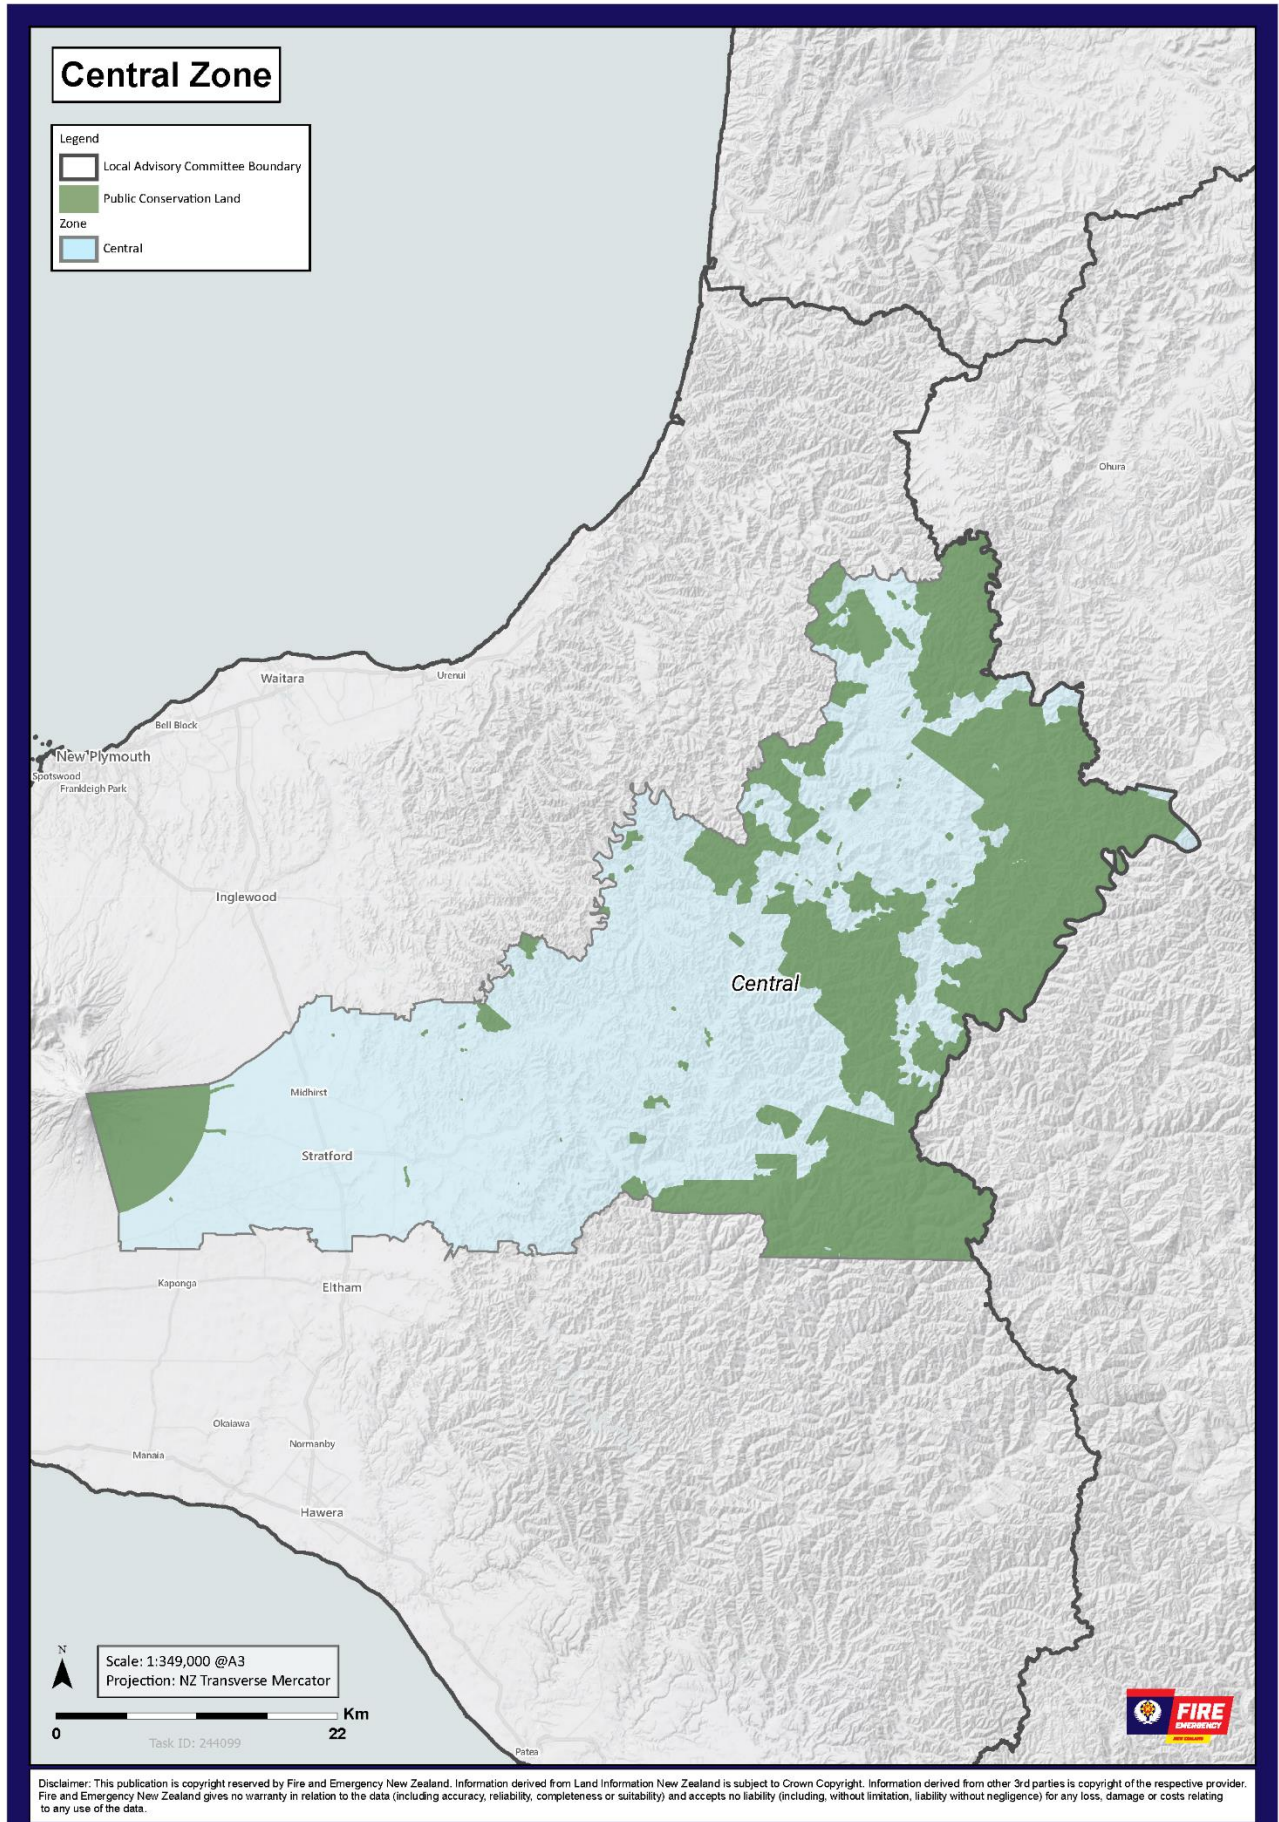 Central Zone
Legend
Local Advisory Committee Boundary
Public Conservation Land
Zone
Central
Ohura
Waitara
Urenui
Bell Block
New Plymouth
Spotswood
Frankleigh Park
Inglewood
Central
Midhirst
Stratford
Kaponga
Eltham
Okaiawa
Normanby
Manaia
Hawera
Patea
N
Scale: 1:349,000 @A3
Projection: NZ Transverse Mercator
Km
0 22
Task ID: 244099
FIRE
EMERGENCY
NEW ZEALAND
Disclaimer: This publication is copyright reserved by Fire and Emergency New Zealand. Information derived from Land Information New Zealand is subject to Crown Copyright. Information derived from other 3rd parties is copyright of the respective provider.
Fire and Emergency New Zealand gives no warranty in relation to the data (including accuracy, reliability, completeness or suitability) and accepts no liability (including, without limitation, liability without negligence) for any loss, damage or costs relating
to any use of the data.